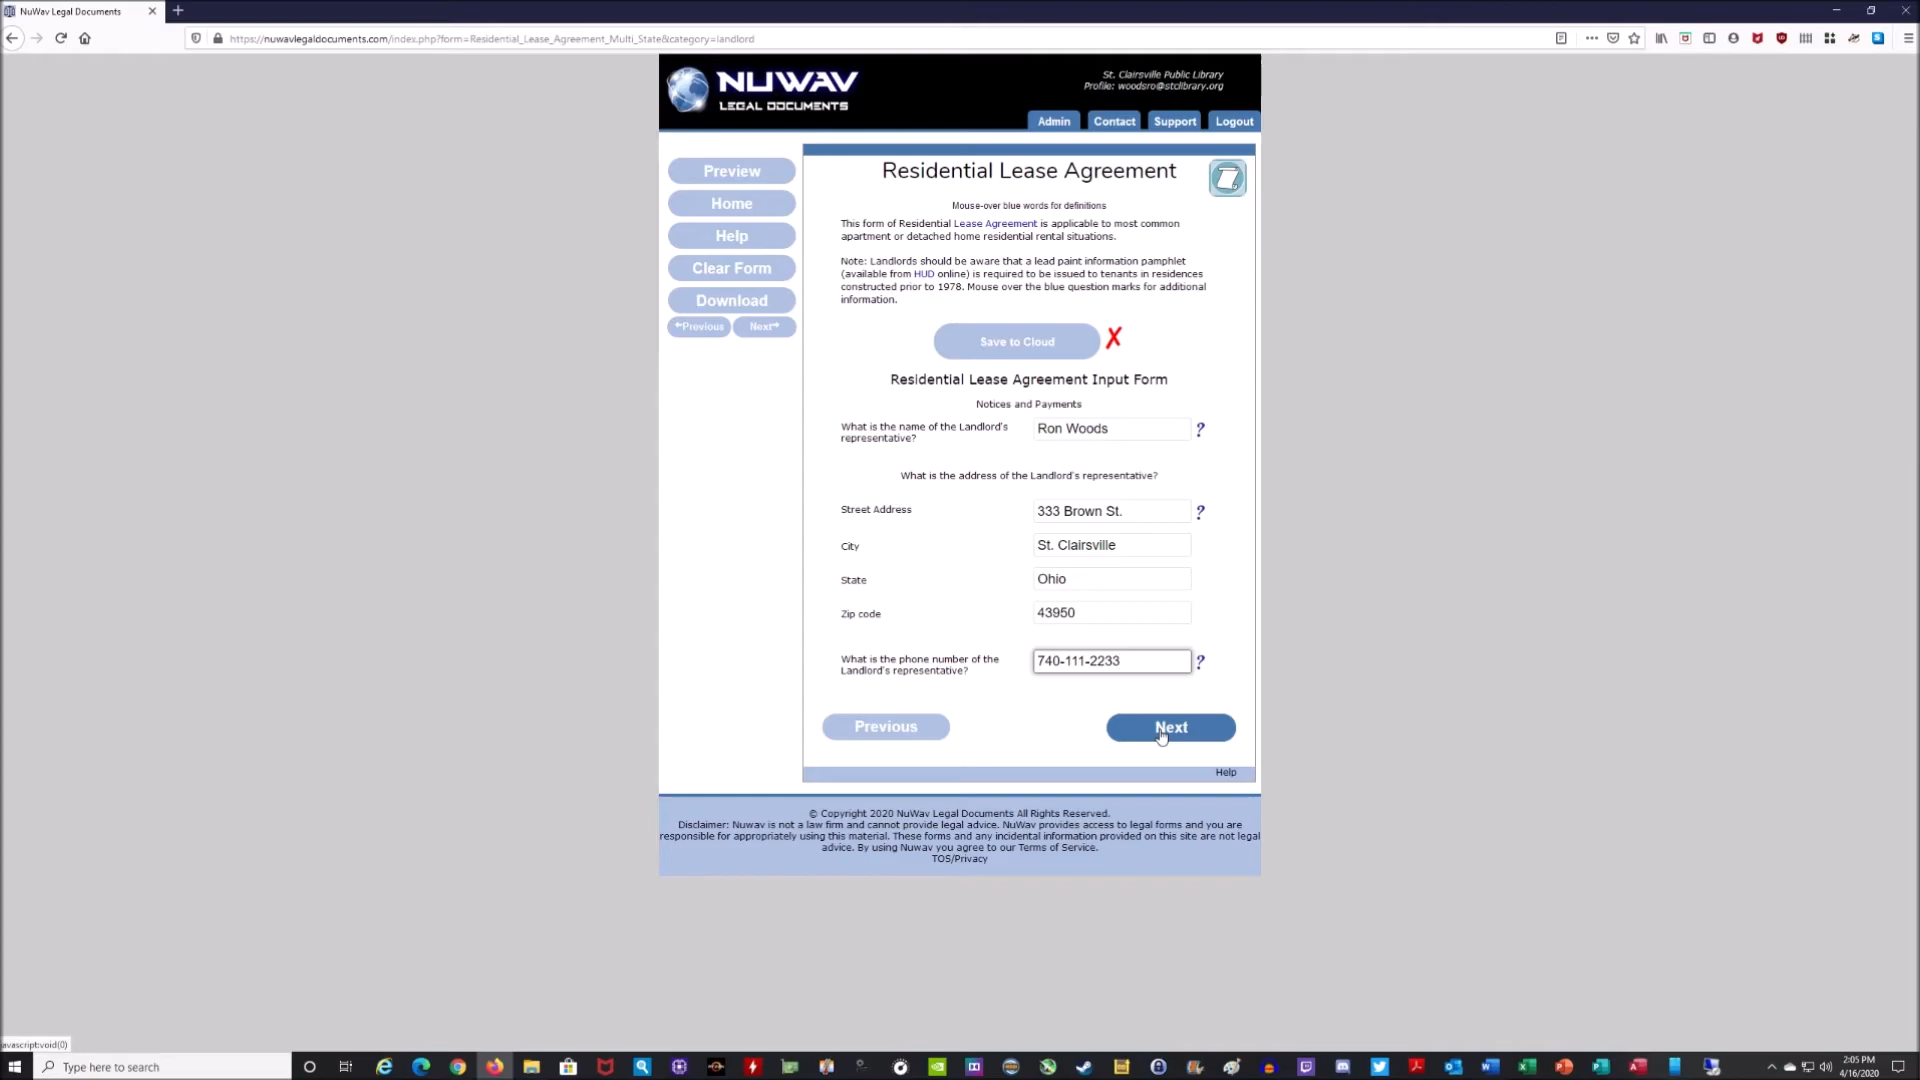 NuWav Legal Documents
https://nuwavlegaldocuments.com/index.php?form=Residential_Lease_Agreement_Multi_State&category=landlord
NUWAV
LEGAL DOCUMENTS
St. Clairsville Public Library
Profile: woodsro@stclibrary.org
Admin
Contact
Support
Logout
Preview
Home
Help
Clear Form
Download
Previous
Next
Residential Lease Agreement
Mouse-over blue words for definitions
This form of Residential Lease Agreement is applicable to most common
apartment or detached home residential rental situations.
Note: Landlords should be aware that a lead paint information pamphlet
(available from HUD online) is required to be issued to tenants in residences
constructed prior to 1978. Mouse over the blue question marks for additional
information.
Save to Cloud
✗
Residential Lease Agreement Input Form
Notices and Payments
What is the name of the Landlord's
representative?
Ron Woods
?
What is the address of the Landlord's representative?
Street Address
333 Brown St.
?
City
St. Clairsville
State
Ohio
Zip code
43950
What is the phone number of the
Landlord's representative?
740-111-2233
?
Previous
Next
Help
© Copyright 2020 NuWav Legal Documents All Rights Reserved.
Disclaimer: Nuwav is not a law firm and cannot provide legal advice. NuWav provides access to legal forms and you are
responsible for appropriately using this material. These forms and any incidental information provided on this site are not legal
advice. By using Nuwav you agree to our Terms of Service.
TOS/Privacy
javascript:void(0)
Type here to search
2:05 PM
4/16/2020